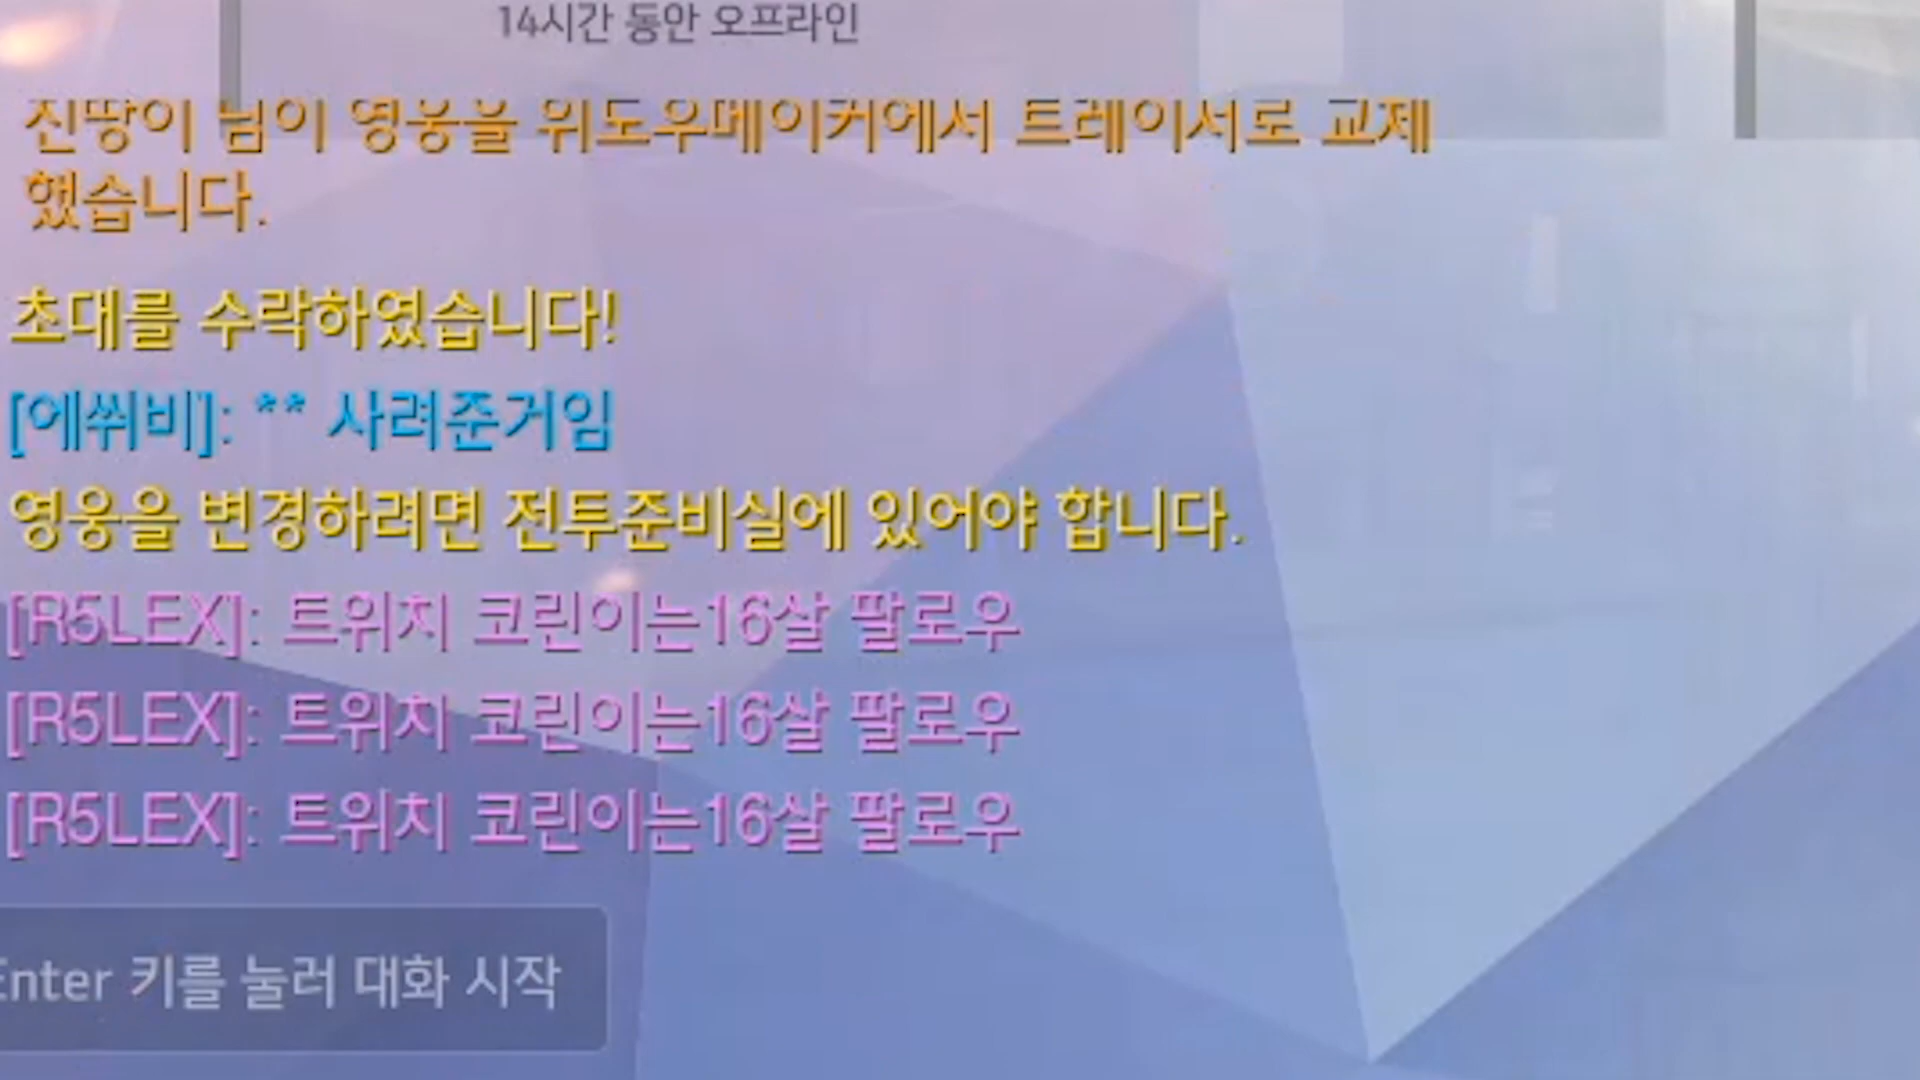 14시간 동안 오프라인
진땅이 님이 영웅을 위도우메이커에서 트레이서로 교체
했습니다.
초대를 수락하였습니다!
[에쒸비]: ** 사려준거임
영웅을 변경하려면 전투준비실에 있어야 합니다.
[R5LEX]: 트위치 코린이는16살 팔로우
[R5LEX]: 트위치 코린이는16살 팔로우
[R5LEX]: 트위치 코린이는16살 팔로우
Enter 키를 눌러 대화 시작